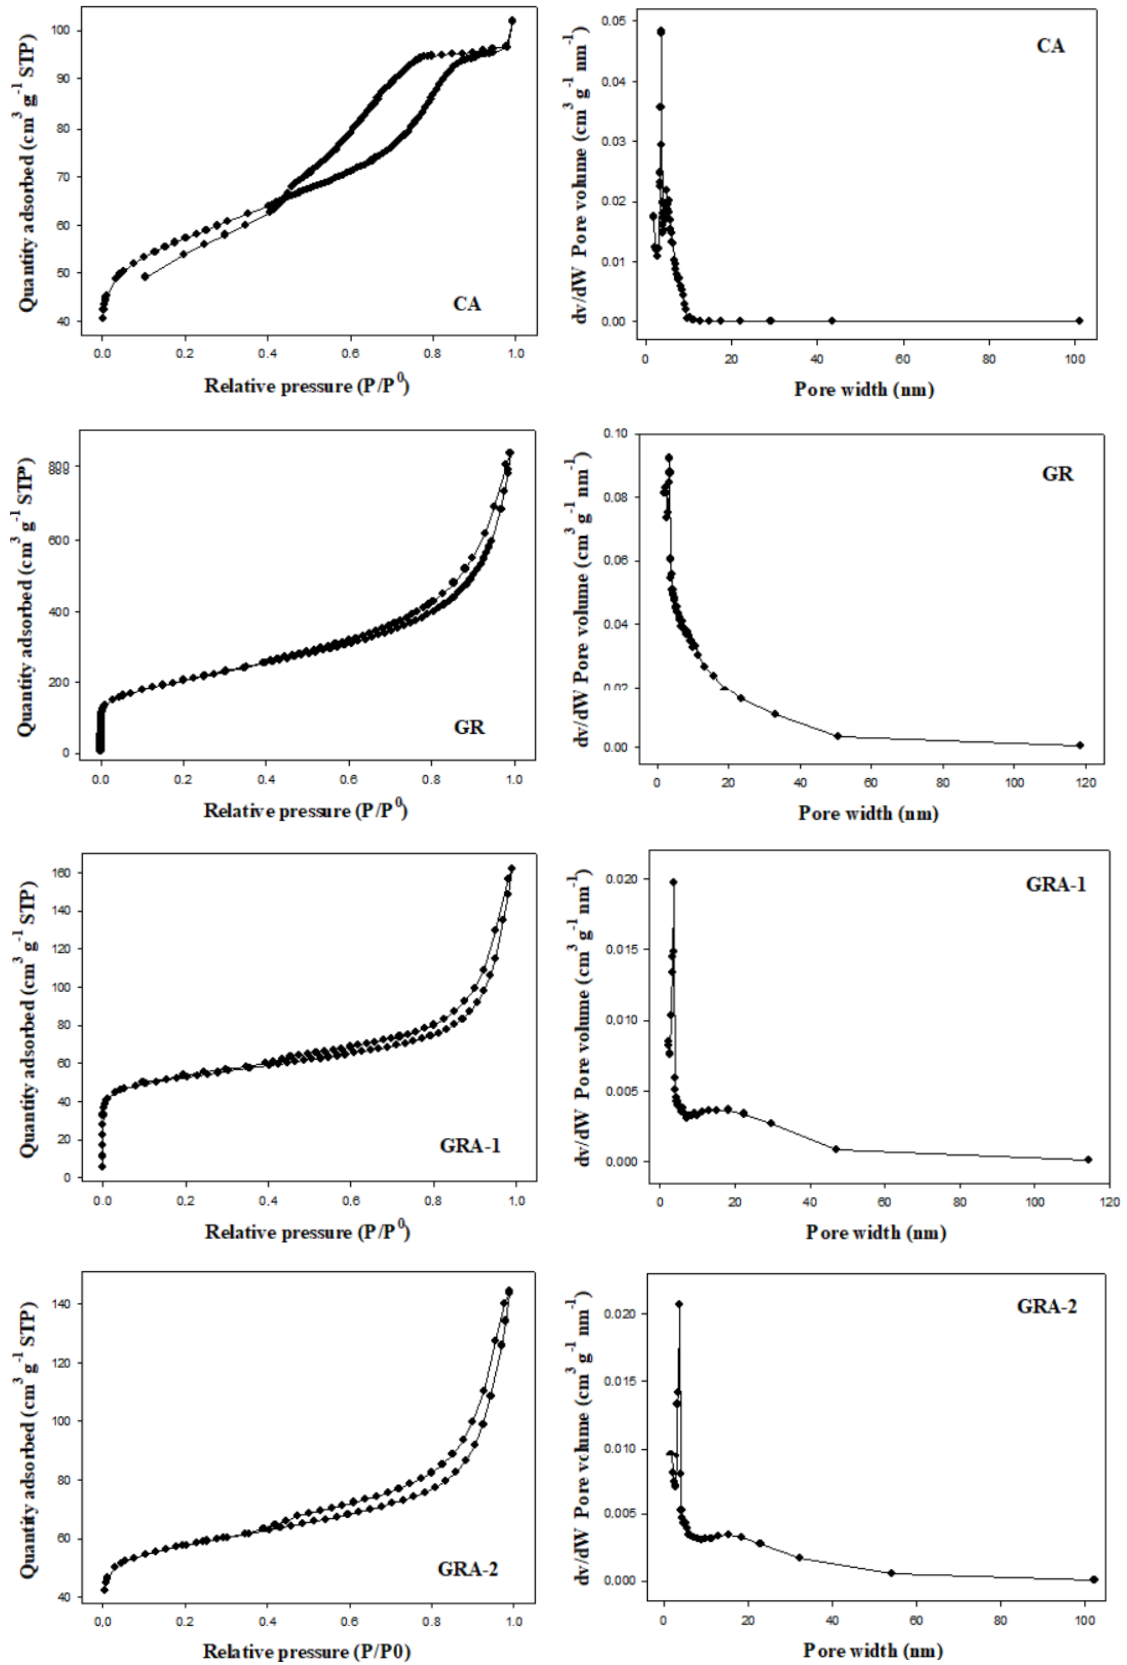 Quantity adsorbed (cm³ g⁻¹ STP)
100
90
80
70
60
50
40
CA
0.0 0.2 0.4 0.6 0.8 1.0
Relative pressure (P/P⁰)
dv/dW Pore volume (cm³ g⁻¹ nm⁻¹)
0.05
0.04
0.03
0.02
0.01
0.00
CA
0 20 40 60 80 100
Pore width (nm)
Quantity adsorbed (cm³ g⁻¹ STP)
800
600
400
200
0
GR
0.0 0.2 0.4 0.6 0.8 1.0
Relative pressure (P/P⁰)
dv/dW Pore volume (cm³ g⁻¹ nm⁻¹)
0.10
0.08
0.06
0.04
0.02
0.00
GR
0 20 40 60 80 100 120
Pore width (nm)
Quantity adsorbed (cm³ g⁻¹ STP)
160
140
120
100
80
60
40
20
0
GRA-1
0.0 0.2 0.4 0.6 0.8 1.0
Relative pressure (P/P⁰)
dv/dW Pore volume (cm³ g⁻¹ nm⁻¹)
0.020
0.015
0.010
0.005
0.000
GRA-1
0 20 40 60 80 100 120
Pore width (nm)
Quantity adsorbed (cm³ g⁻¹ STP)
140
120
100
80
60
40
GRA-2
0.0 0.2 0.4 0.6 0.8 1.0
Relative pressure (P/P0)
dv/dW Pore volume (cm³ g⁻¹ nm⁻¹)
0.020
0.015
0.010
0.005
0.000
GRA-2
0 20 40 60 80 100
Pore width (nm)